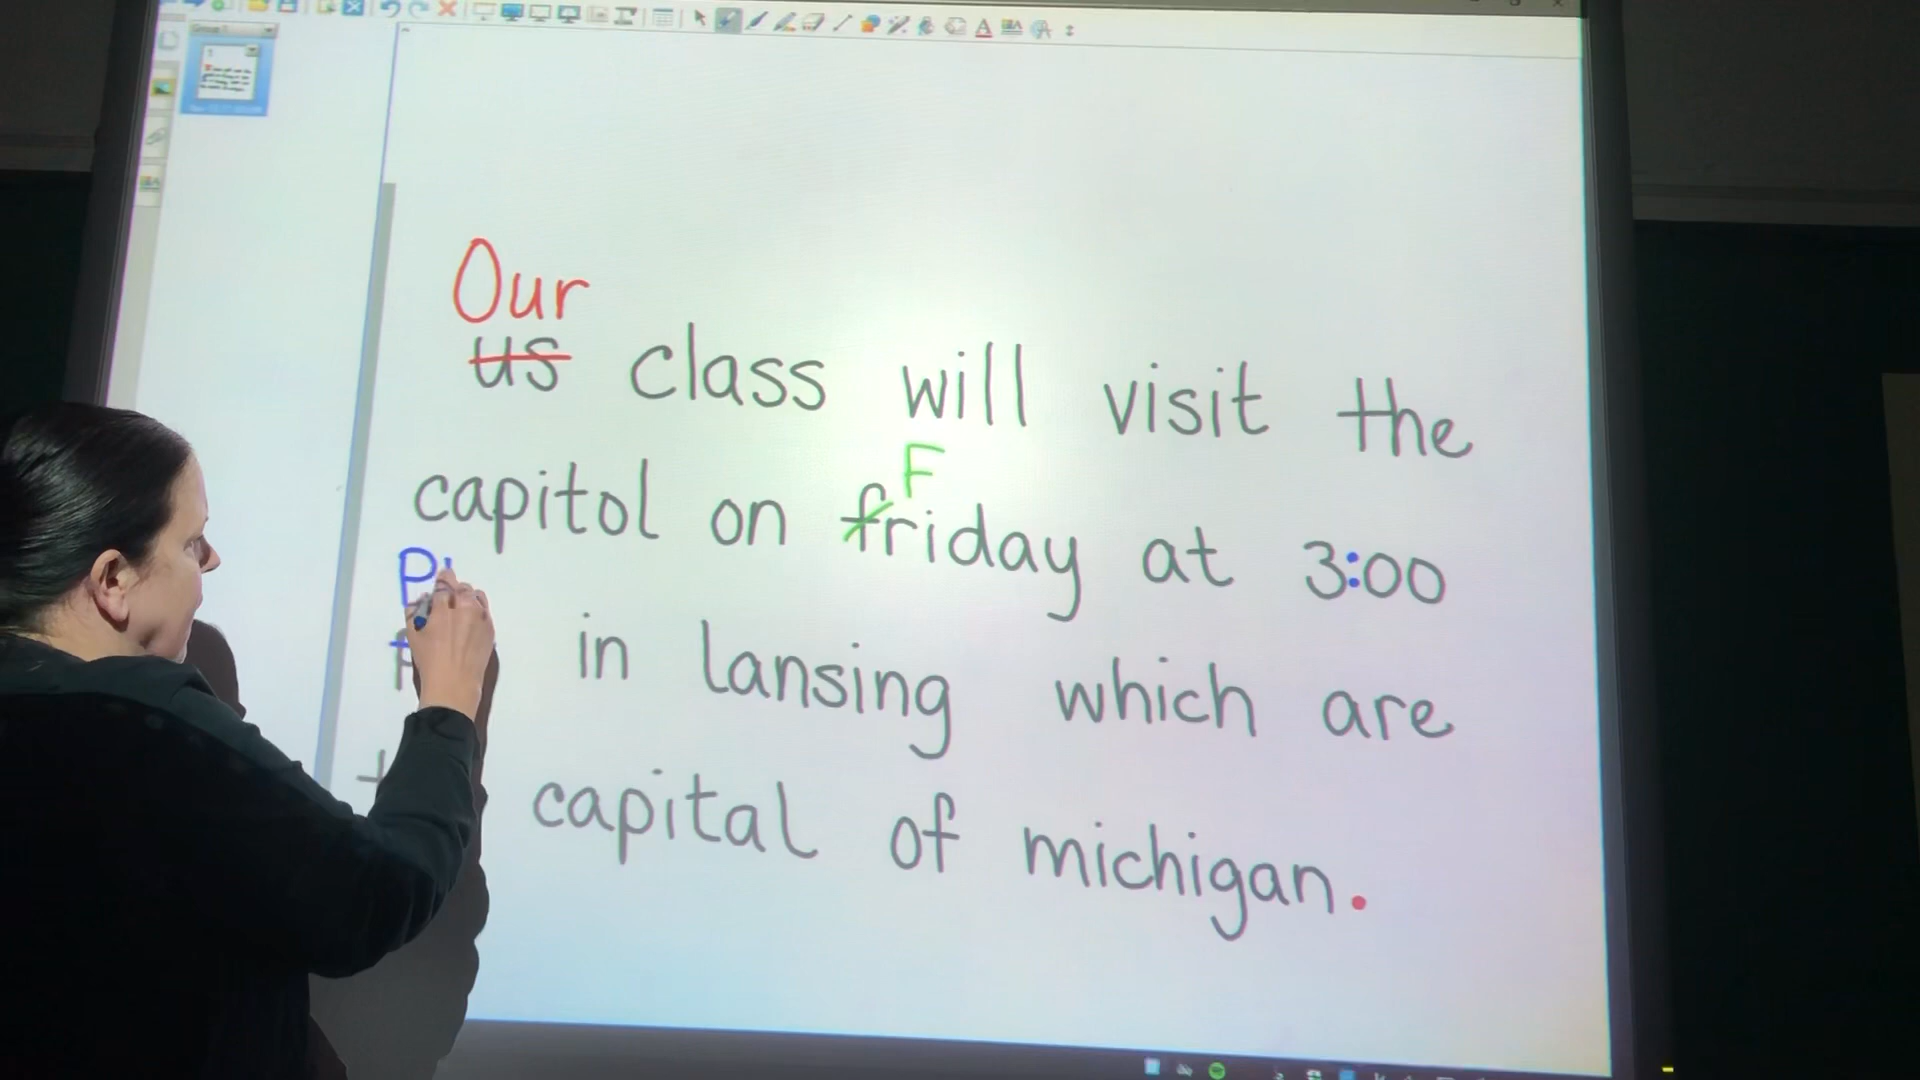 Our
us class will visit the
F
capitol on friday at 3:00
in lansing which are
capital of michigan.